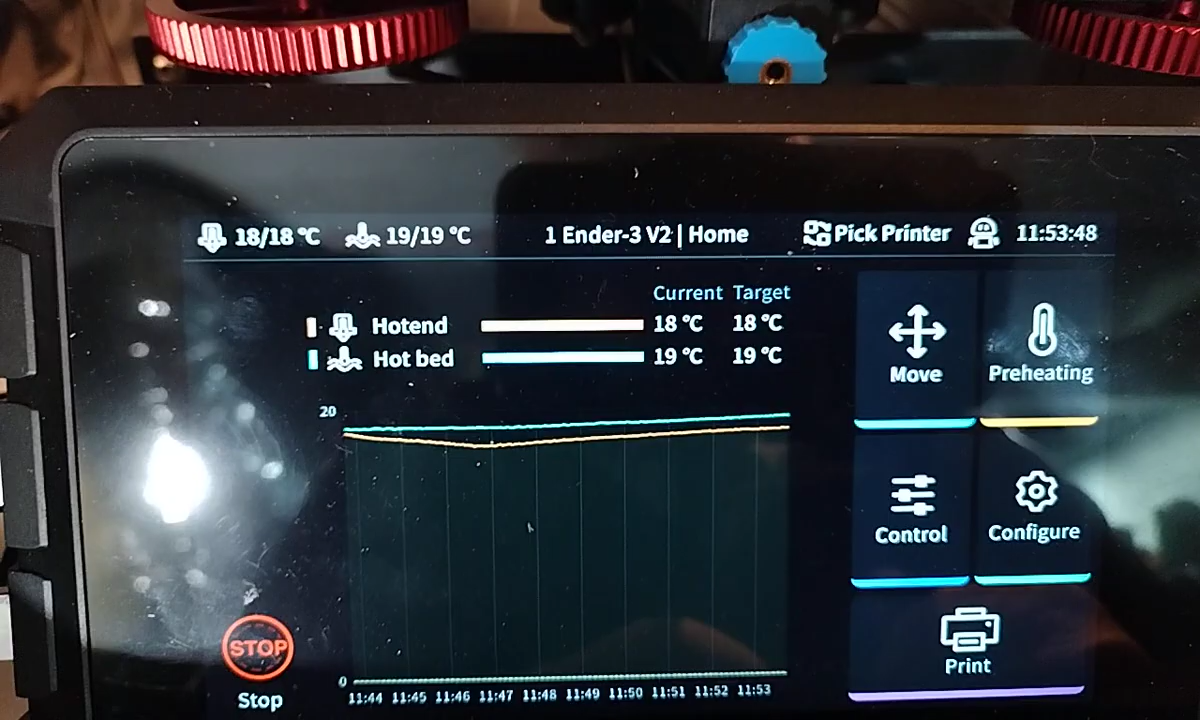 18/18 °C 19/19 °C 1 Ender-3 V2 | Home Pick Printer 11:53:48
Current Target
Hotend 18 °C 18 °C
Hot bed 19 °C 19 °C
Move
Preheating
20
Control
Configure
0
11:44 11:45 11:46 11:47 11:48 11:49 11:50 11:51 11:52 11:53
STOP
Stop
Print